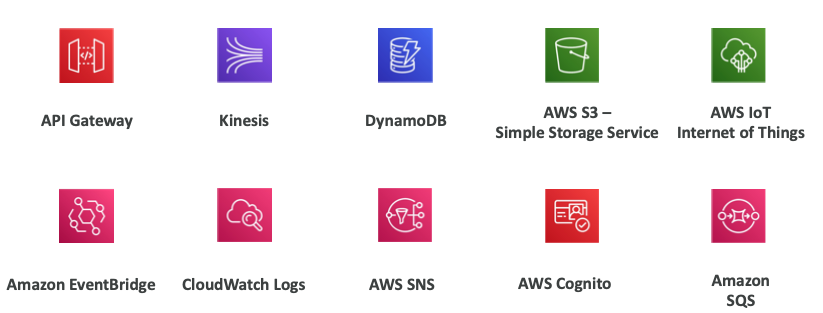 API Gateway
Kinesis
DynamoDB
AWS S3 –
Simple Storage Service
AWS IoT
Internet of Things
Amazon EventBridge
CloudWatch Logs
AWS SNS
AWS Cognito
Amazon
SQS